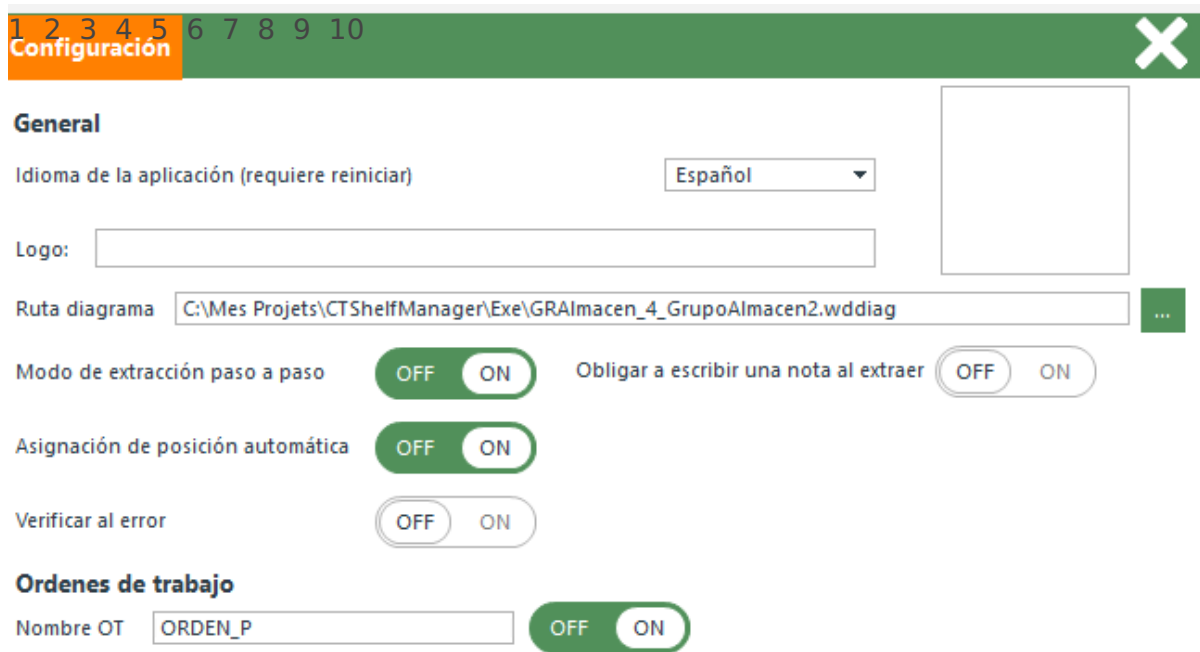 1 2 3 4 5 6 7 8 9 10
Configuración
General
Idioma de la aplicación (requiere reiniciar) Español
Logo:
Ruta diagrama C:\Mes Projets\CTShelfManager\Exe\GRAlmacen_4_GrupoAlmacen2.wddiag ...
Modo de extracción paso a paso OFF ON Obligar a escribir una nota al extraer OFF ON
Asignación de posición automática OFF ON
Verificar al error OFF ON
Ordenes de trabajo
Nombre OT ORDEN_P OFF ON